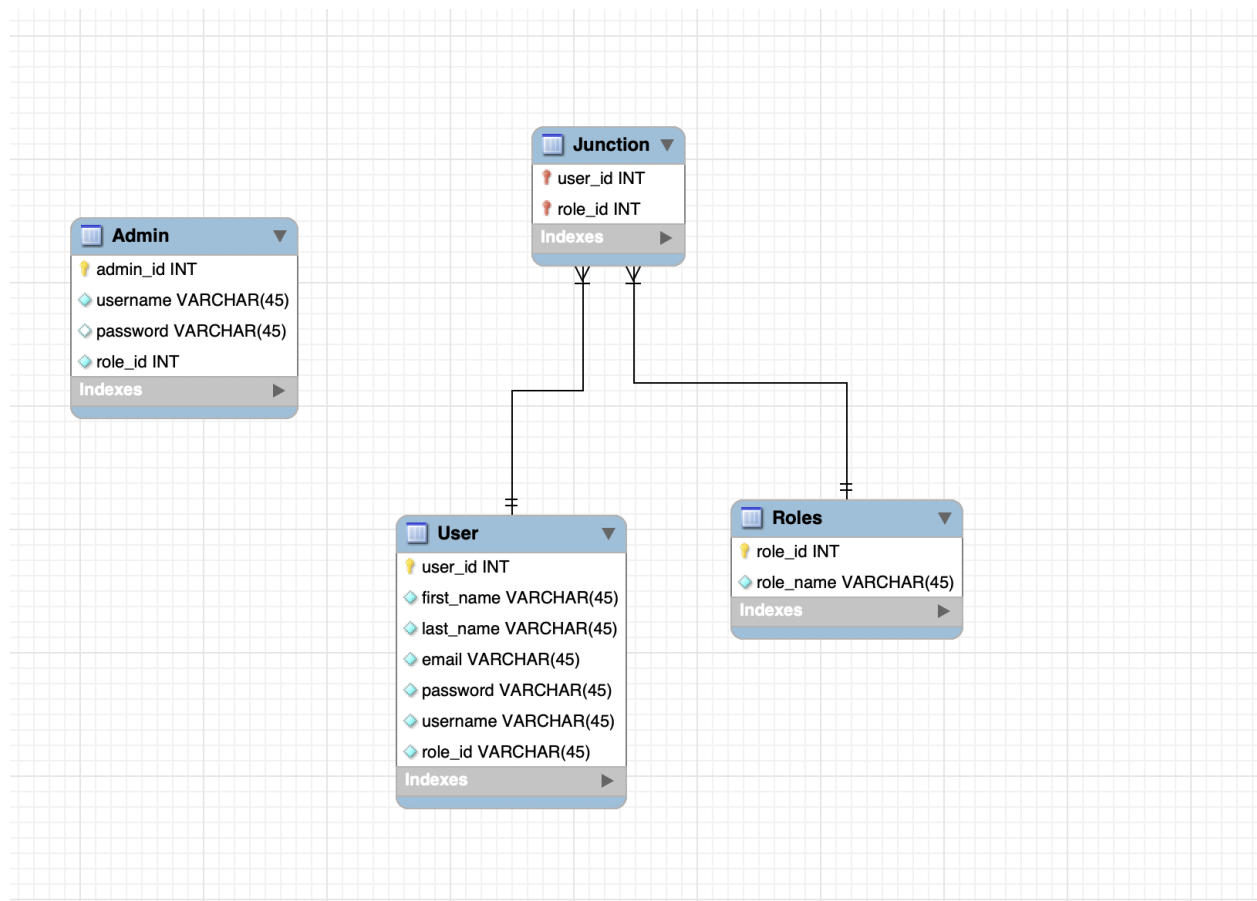 Junction
user_id INT
role_id INT
Indexes
Admin
admin_id INT
username VARCHAR(45)
password VARCHAR(45)
role_id INT
Indexes
User
user_id INT
first_name VARCHAR(45)
last_name VARCHAR(45)
email VARCHAR(45)
password VARCHAR(45)
username VARCHAR(45)
role_id VARCHAR(45)
Indexes
Roles
role_id INT
role_name VARCHAR(45)
Indexes